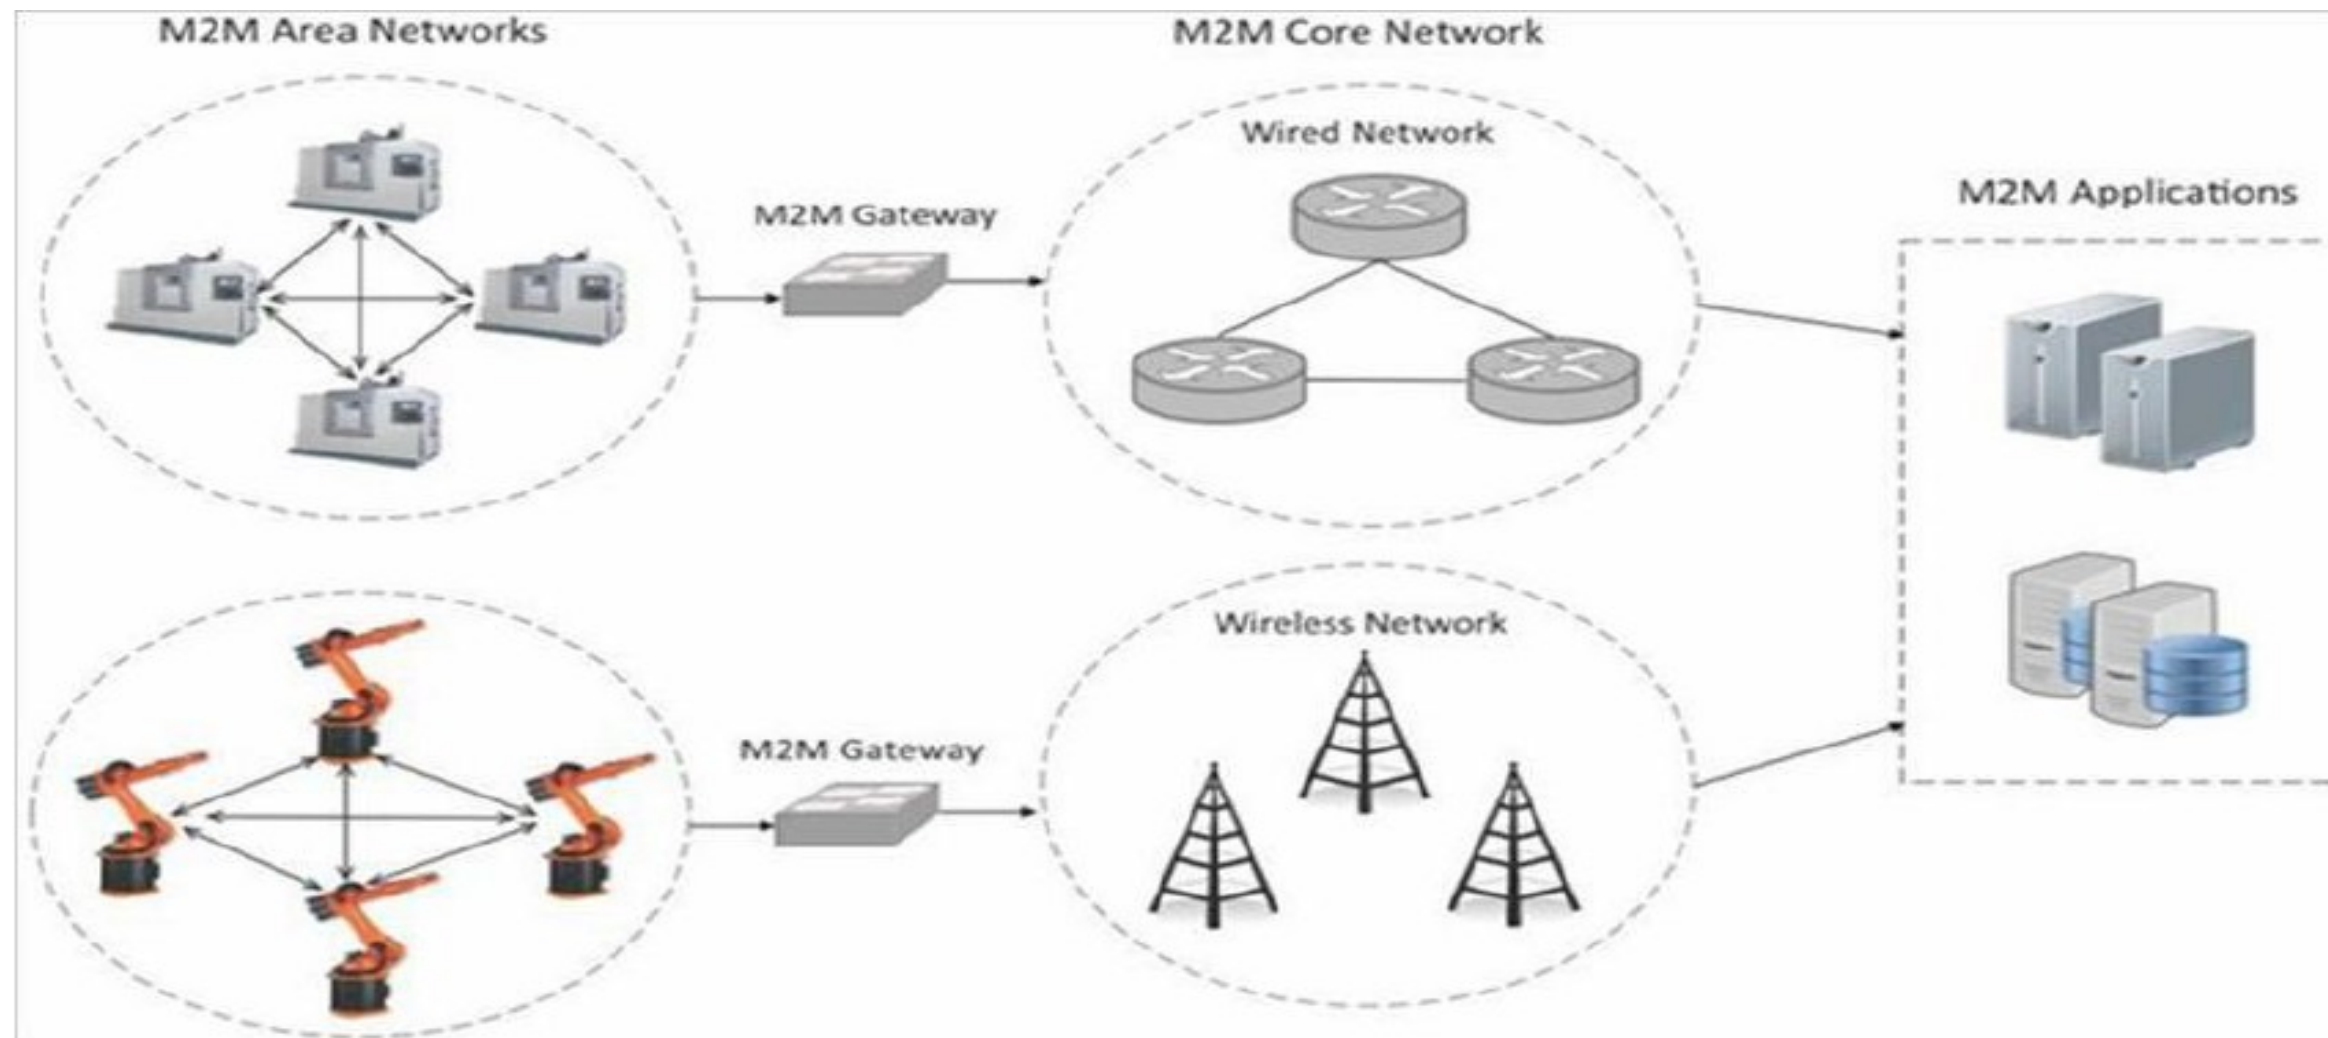 M2M Area Networks
M2M Core Network
Wired Network
M2M Gateway
M2M Applications
Wireless Network
M2M Gateway